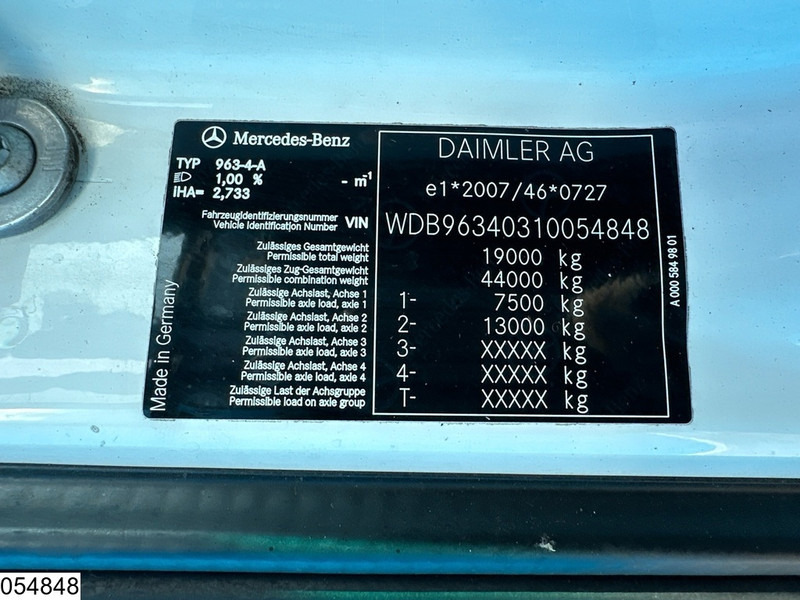 Mercedes-Benz
TYP 963-4-A
1,00 % - m-1
iHA= 2,733
DAIMLER AG
e1*2007/46*0727
Fahrzeugidentifizierungsnummer
Vehicle Identification Number VIN WDB96340310054848
Zulässiges Gesamtgewicht
Permissible total weight 19000 kg
Zulässiges Zug-Gesamtgewicht
Permissible combination weight 44000 kg
Zulässige Achslast, Achse 1
Permissible axle load, axle 1 1- 7500 kg
Zulässige Achslast, Achse 2
Permissible axle load, axle 2 2- 13000 kg
Zulässige Achslast, Achse 3
Permissible axle load, axle 3 3- XXXXX kg
Zulässige Achslast, Achse 4
Permissible axle load, axle 4 4- XXXXX kg
Zulässige Last der Achsgruppe
Permissible load on axle group T- XXXXX kg
Made in Germany
A 000 584 98 01
054848